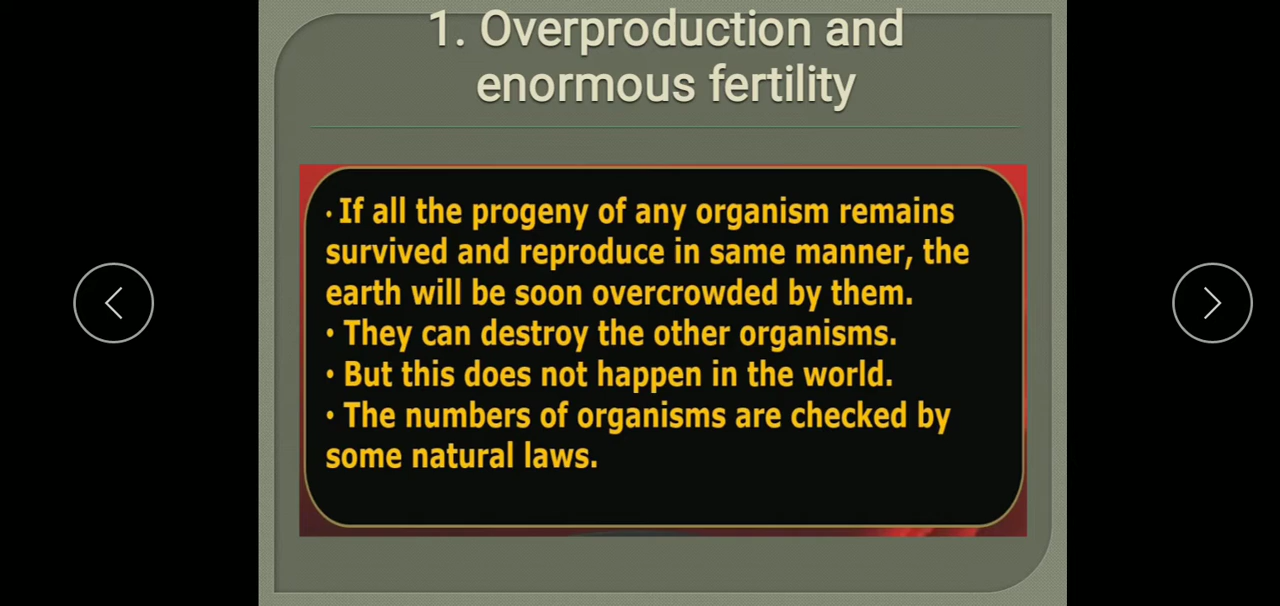 1. Overproduction and
enormous fertility
• If all the progeny of any organism remains
survived and reproduce in same manner, the
earth will be soon overcrowded by them.
• They can destroy the other organisms.
• But this does not happen in the world.
• The numbers of organisms are checked by
some natural laws.